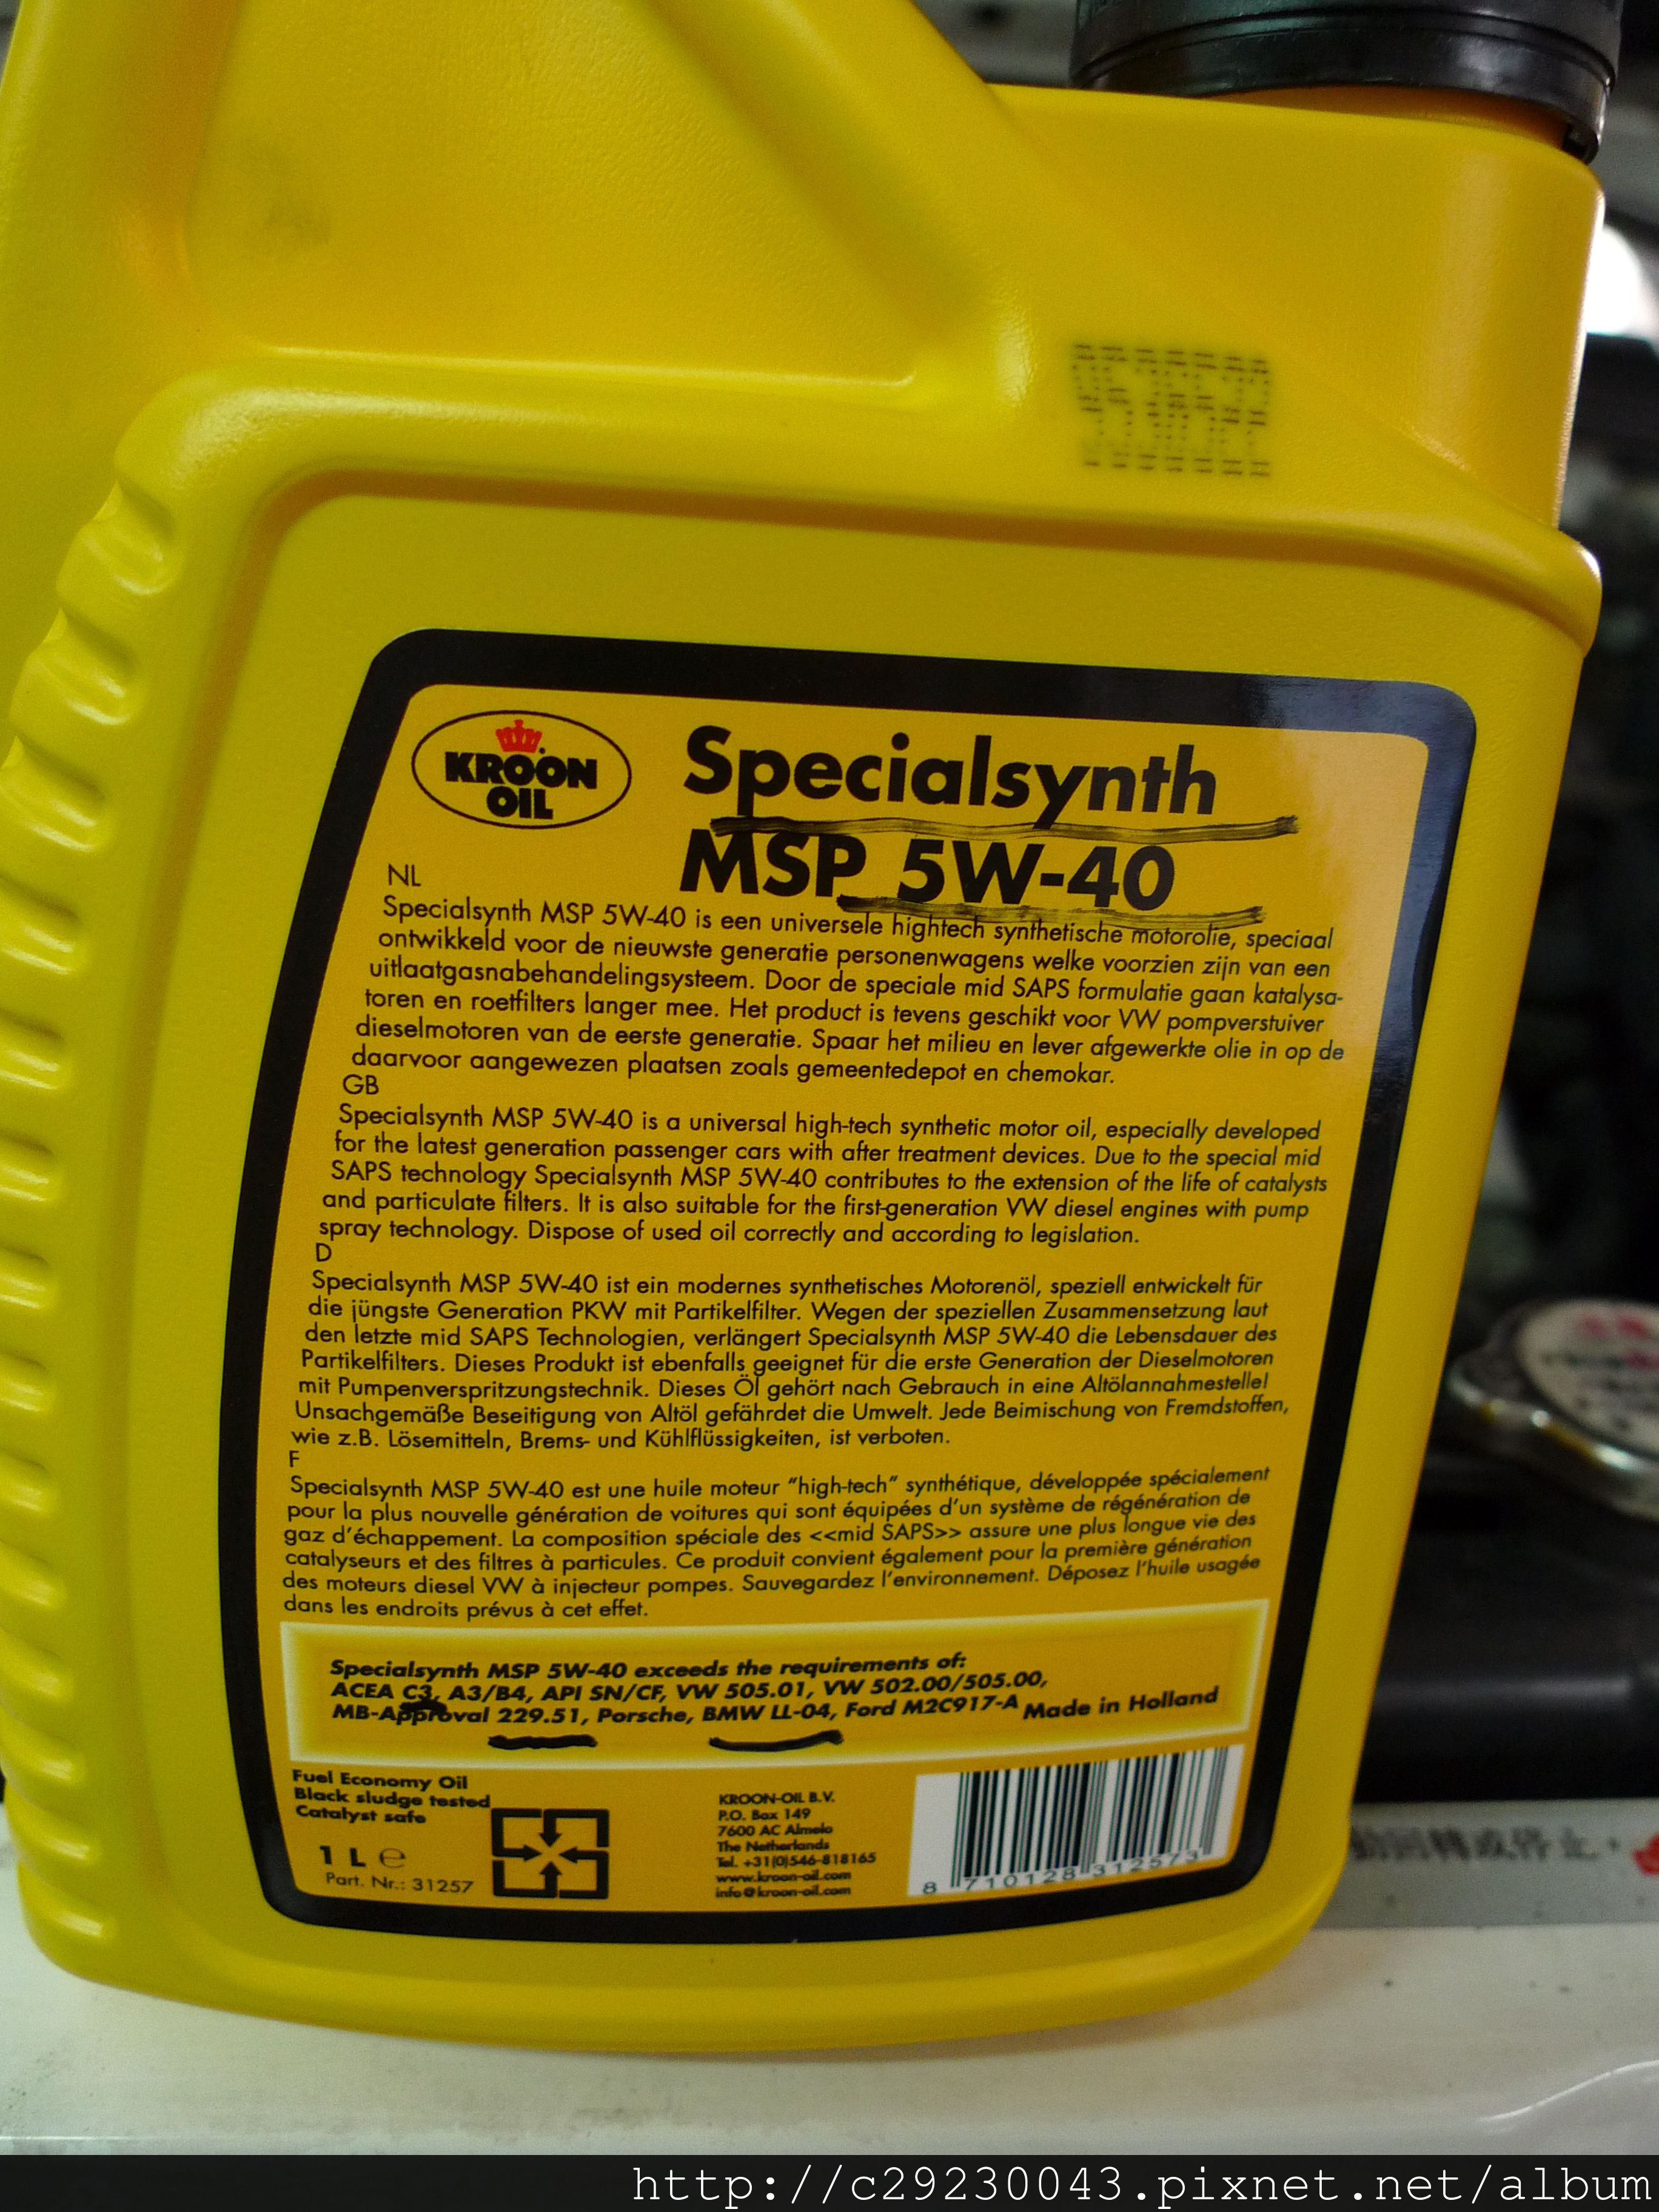 KROON
OIL
Specialsynth
MSP 5W-40
NL
Specialsynth MSP 5W-40 is een universele hightech synthetische motorolie, speciaal
ontwikkeld voor de nieuwste generatie personenwagens welke voorzien zijn van een
uitlaatgasnabehandelingsysteem. Door de speciale mid SAPS formulatie gaan katalysa-
toren en roetfilters langer mee. Het product is tevens geschikt voor VW pompverstuiver
dieselmotoren van de eerste generatie. Spaar het milieu en lever afgewerkte olie in op de
daarvoor aangewezen plaatsen zoals gemeentedepot en chemokar.
GB
Specialsynth MSP 5W-40 is a universal high-tech synthetic motor oil, especially developed
for the latest generation passenger cars with after treatment devices. Due to the special mid
SAPS technology Specialsynth MSP 5W-40 contributes to the extension of the life of catalysts
and particulate filters. It is also suitable for the first-generation VW diesel engines with pump
spray technology. Dispose of used oil correctly and according to legislation.
D
Specialsynth MSP 5W-40 ist ein modernes synthetisches Motorenöl, speziell entwickelt für
die jüngste Generation PKW mit Partikelfilter. Wegen der speziellen Zusammensetzung laut
den letzte mid SAPS Technologien, verlängert Specialsynth MSP 5W-40 die Lebensdauer des
Partikelfilters. Dieses Produkt ist ebenfalls geeignet für die erste Generation der Dieselmotoren
mit Pumpenverspritzungstechnik. Dieses Öl gehört nach Gebrauch in eine Altölannahmestelle!
Unsachgemäße Beseitigung von Altöl gefährdet die Umwelt. Jede Beimischung von Fremdstoffen,
wie z.B. Lösemitteln, Brems- und Kühlflüssigkeiten, ist verboten.
F
Specialsynth MSP 5W-40 est une huile moteur "high-tech" synthétique, développée spécialement
pour la plus nouvelle génération de voitures qui sont équipées d'un système de régénération de
gaz d'échappement. La composition spéciale des <<mid SAPS>> assure une plus longue vie des
catalyseurs et des filtres à particules. Ce produit convient également pour la première génération
des moteurs diesel VW à injecteur pompes. Sauvegardez l'environnement. Déposez l'huile usagée
dans les endroits prévus à cet effet.
Specialsynth MSP 5W-40 exceeds the requirements of:
ACEA C3, A3/B4, API SN/CF, VW 505.01, VW 502.00/505.00,
MB-Approval 229.51, Porsche, BMW LL-04, Ford M2C917-A Made in Holland
Fuel Economy Oil
Black sludge tested
Catalyst safe
1 L e
Part. Nr.: 31257
KROON-OIL B.V.
P.O. Box 149
7600 AC Almelo
The Netherlands
Tel. +31(0)546-818165
www.kroon-oil.com
info@kroon-oil.com
8 710128 312573
http://c29230043.pixnet.net/album